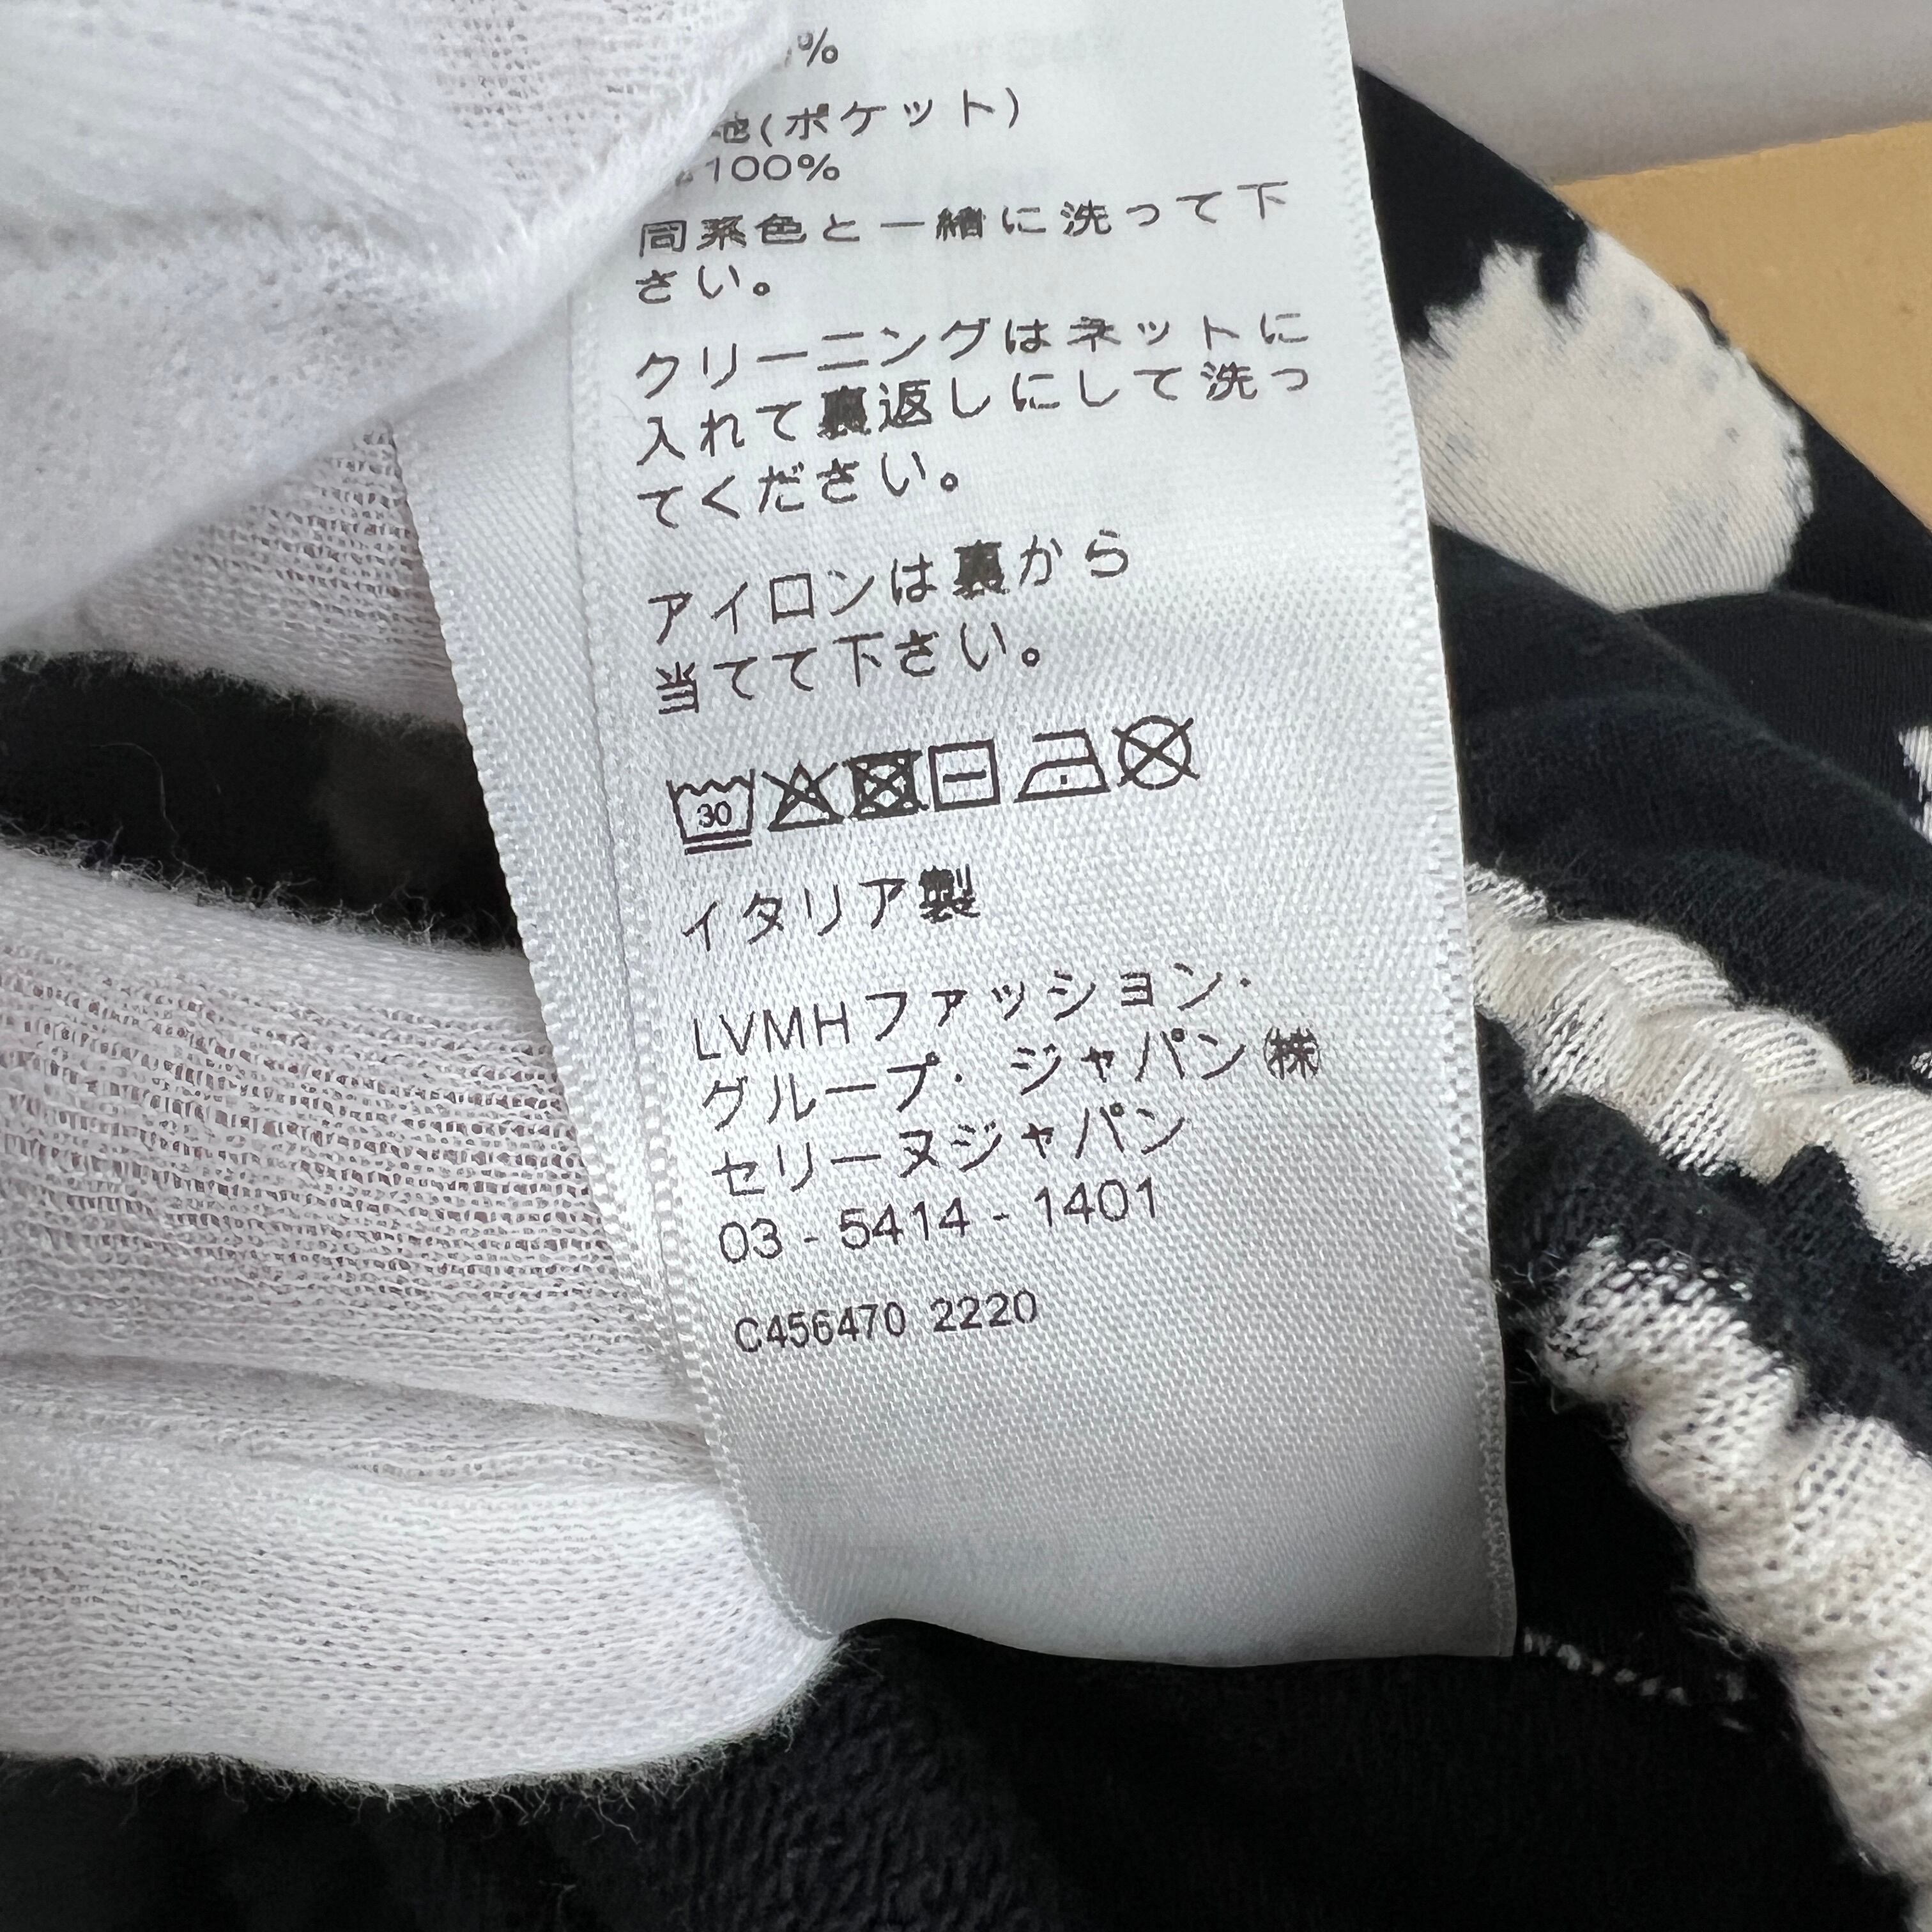 %
地(ポケット)
100%
同系色と一緒に洗って下
さい。
クリーニングはネットに
入れて裏返しにして洗っ
てください。
アイロンは裏から
当てて下さい。
30
イタリア製
LVMHファッション・
グループ・ジャパン㈱
セリーヌジャパン
03 - 5414 - 1401
C456470 2220